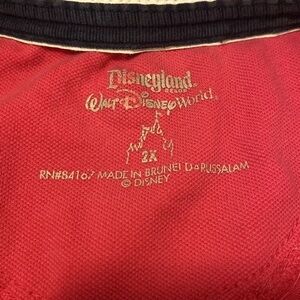 Disneyland
RESORT
WALT DISNEY World.
2X
RN#84167 MADE IN BRUNEI DARUSSALAM
© DISNEY